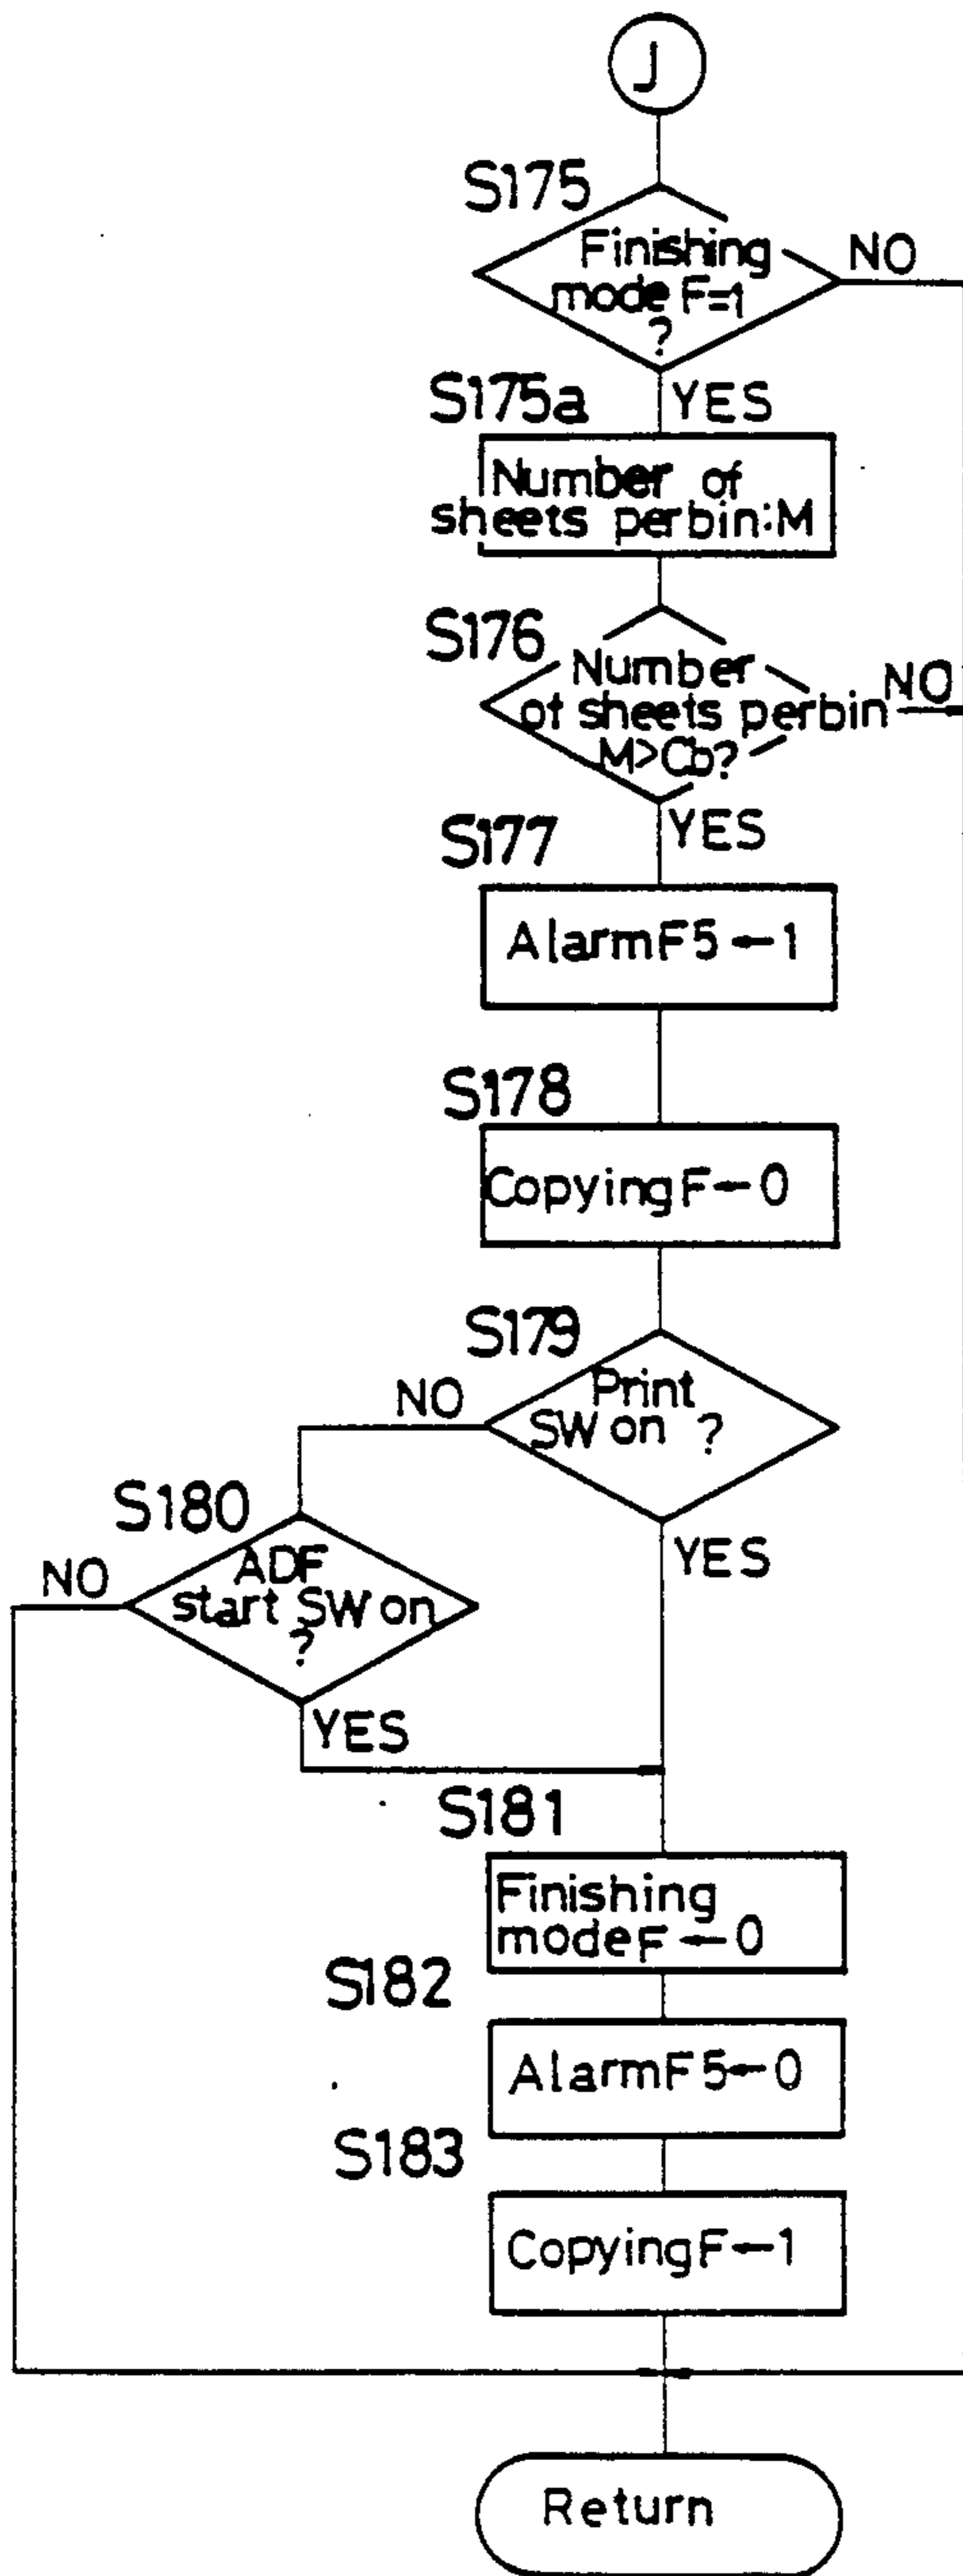 J
S175
Finishing
mode F=1
?
NO
YES
S175a
Number of
sheets perbin:M
S176
Number
of sheets perbin
M>Cb?
NO
YES
S177
AlarmF5←1
S178
CopyingF←0
S179
Print
SW on ?
NO
YES
S180
ADF
start SW on
?
NO
YES
S181
Finishing
modeF ←0
S182
AlarmF5←0
S183
CopyingF←1
Return